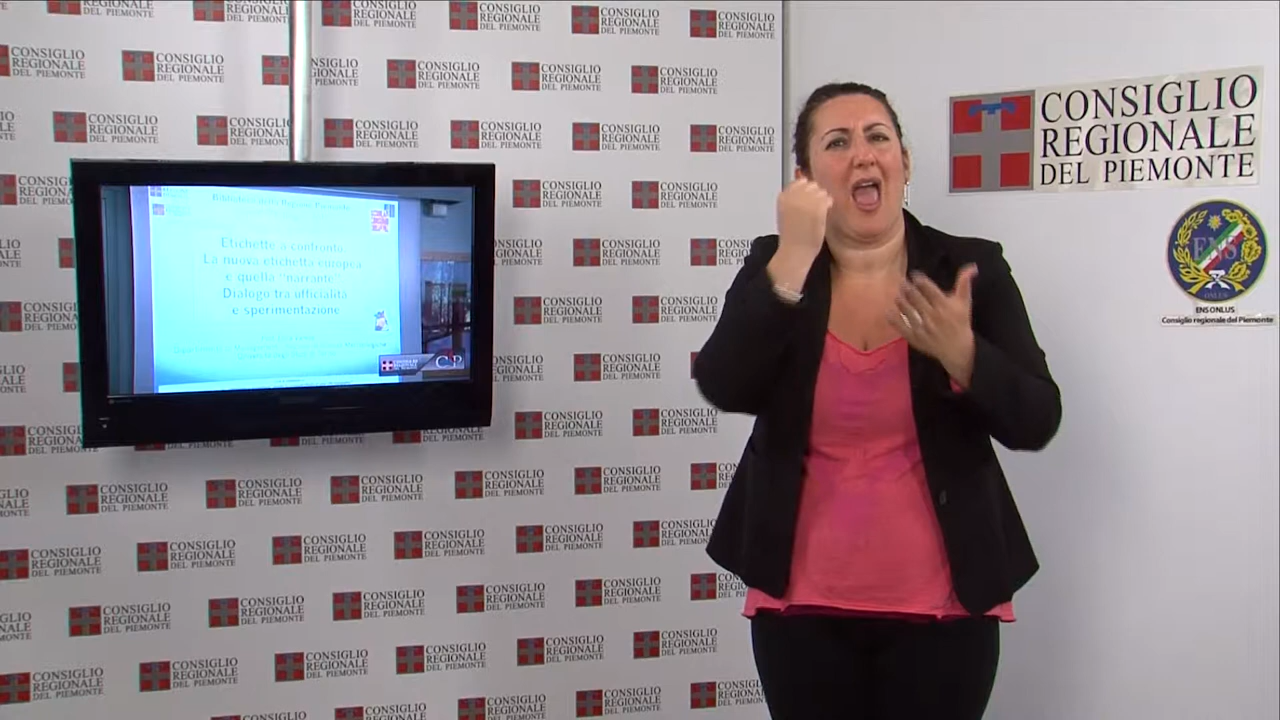 CONSIGLIO
REGIONALE
DEL PIEMONTE
ENS
ENS ONLUS
Consiglio regionale del Piemonte
Etichette a confronto.
La nuova etichetta europea
e quella "narrante"
Dialogo tra ufficialità
e sperimentazione
CONSIGLIO
REGIONALE
DEL PIEMONTE